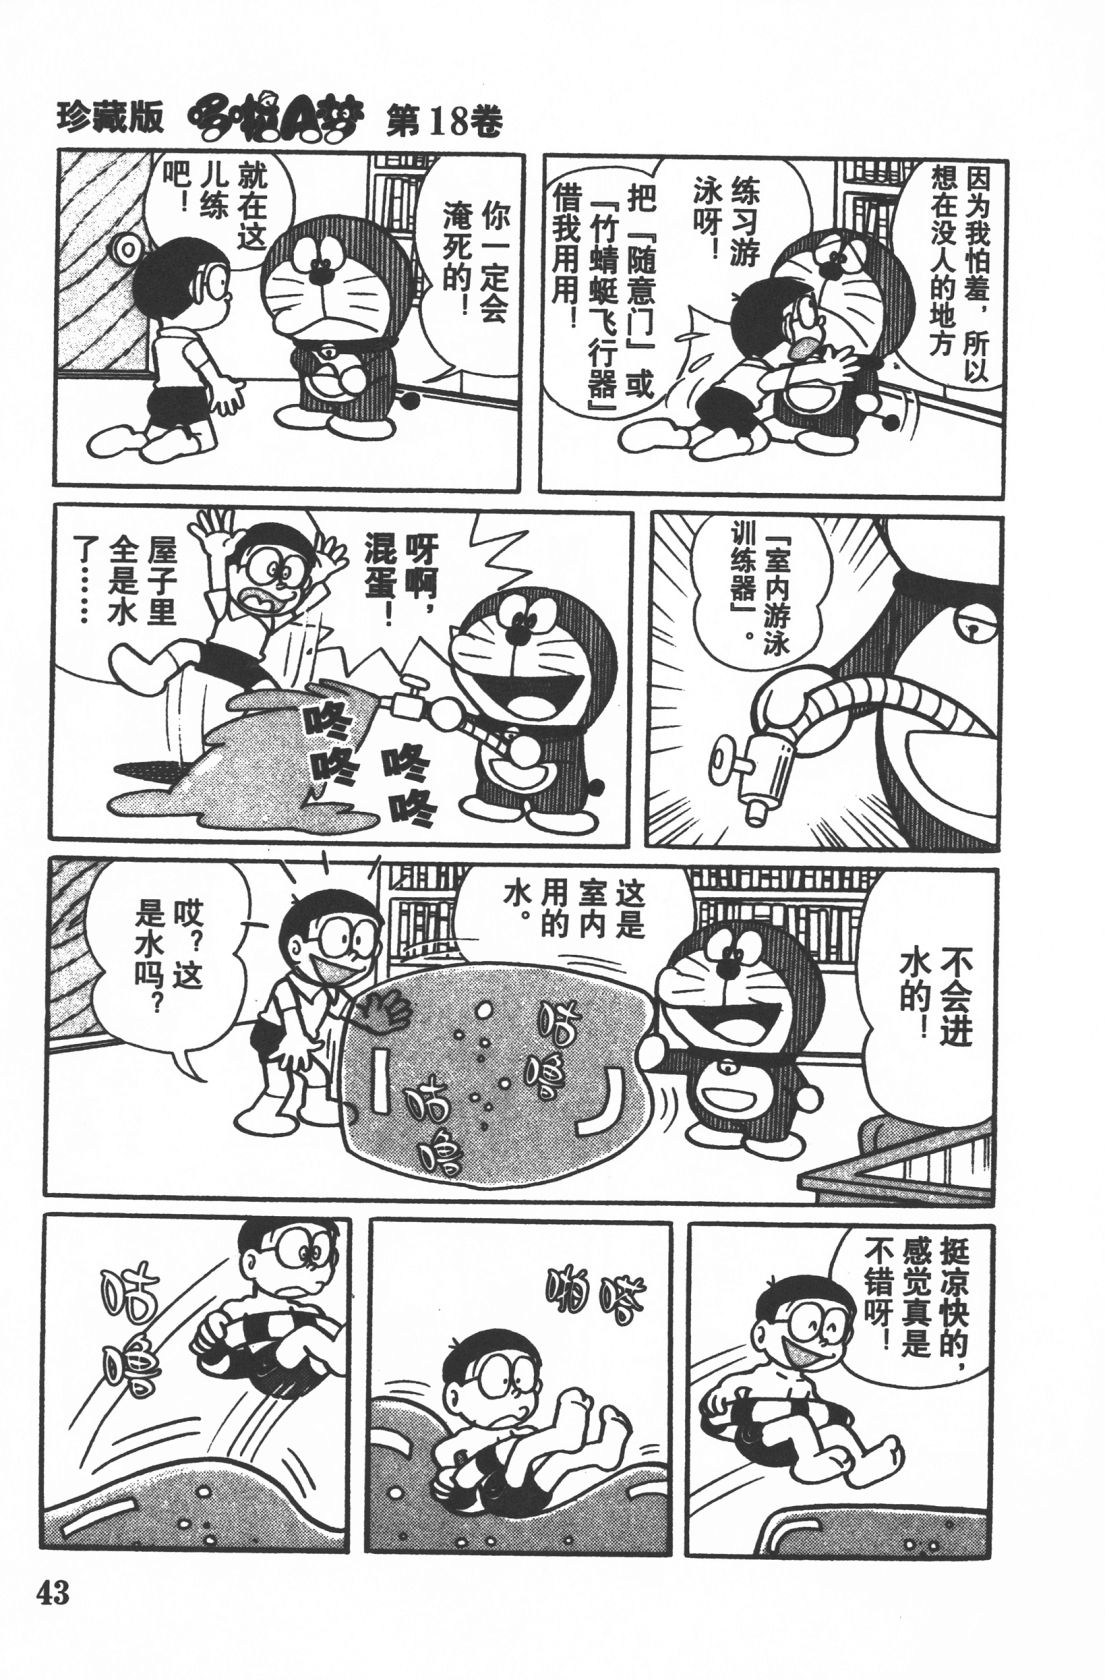 珍藏版 哆啦A梦 第18卷
因为我怕羞，所以
想在没人的地方
练习游
泳呀！
把『随意门』或
『竹蜻蜓飞行器』
借我用用！
你一定会
淹死的！
就在这
儿练
吧！
『室内游泳
训练器』。
呀啊，
混蛋！
咚
咚
咚
咚
屋子里
全是水
了……
不会进
水的！
这是
室内
用的
水。
咕
噜
咕
噜
哎？这
是水吗？
挺凉快的，
感觉真是
不错呀！
咕
噜
43